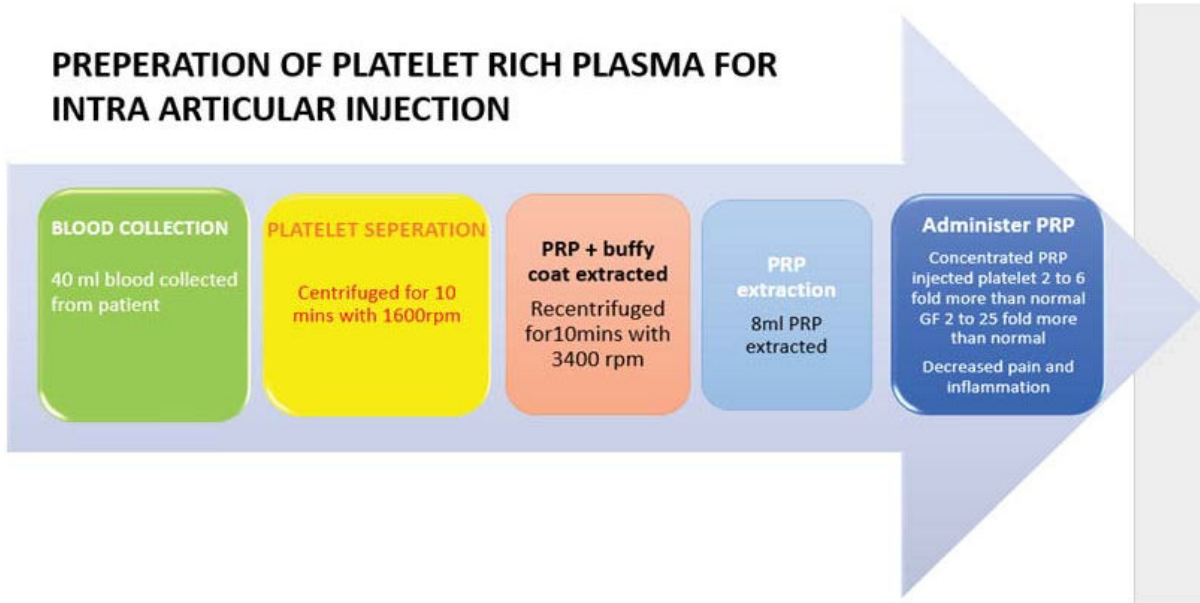 PREPERATION OF PLATELET RICH PLASMA FOR
INTRA ARTICULAR INJECTION
BLOOD COLLECTION
40 ml blood collected
from patient
PLATELET SEPERATION
Centrifuged for 10
mins with 1600rpm
PRP + buffy
coat extracted
Recentrifuged
for10mins with
3400 rpm
PRP
extraction
8ml PRP
extracted
Administer PRP
Concentrated PRP
injected platelet 2 to 6
fold more than normal
GF 2 to 25 fold more
than normal
Decreased pain and
inflammation